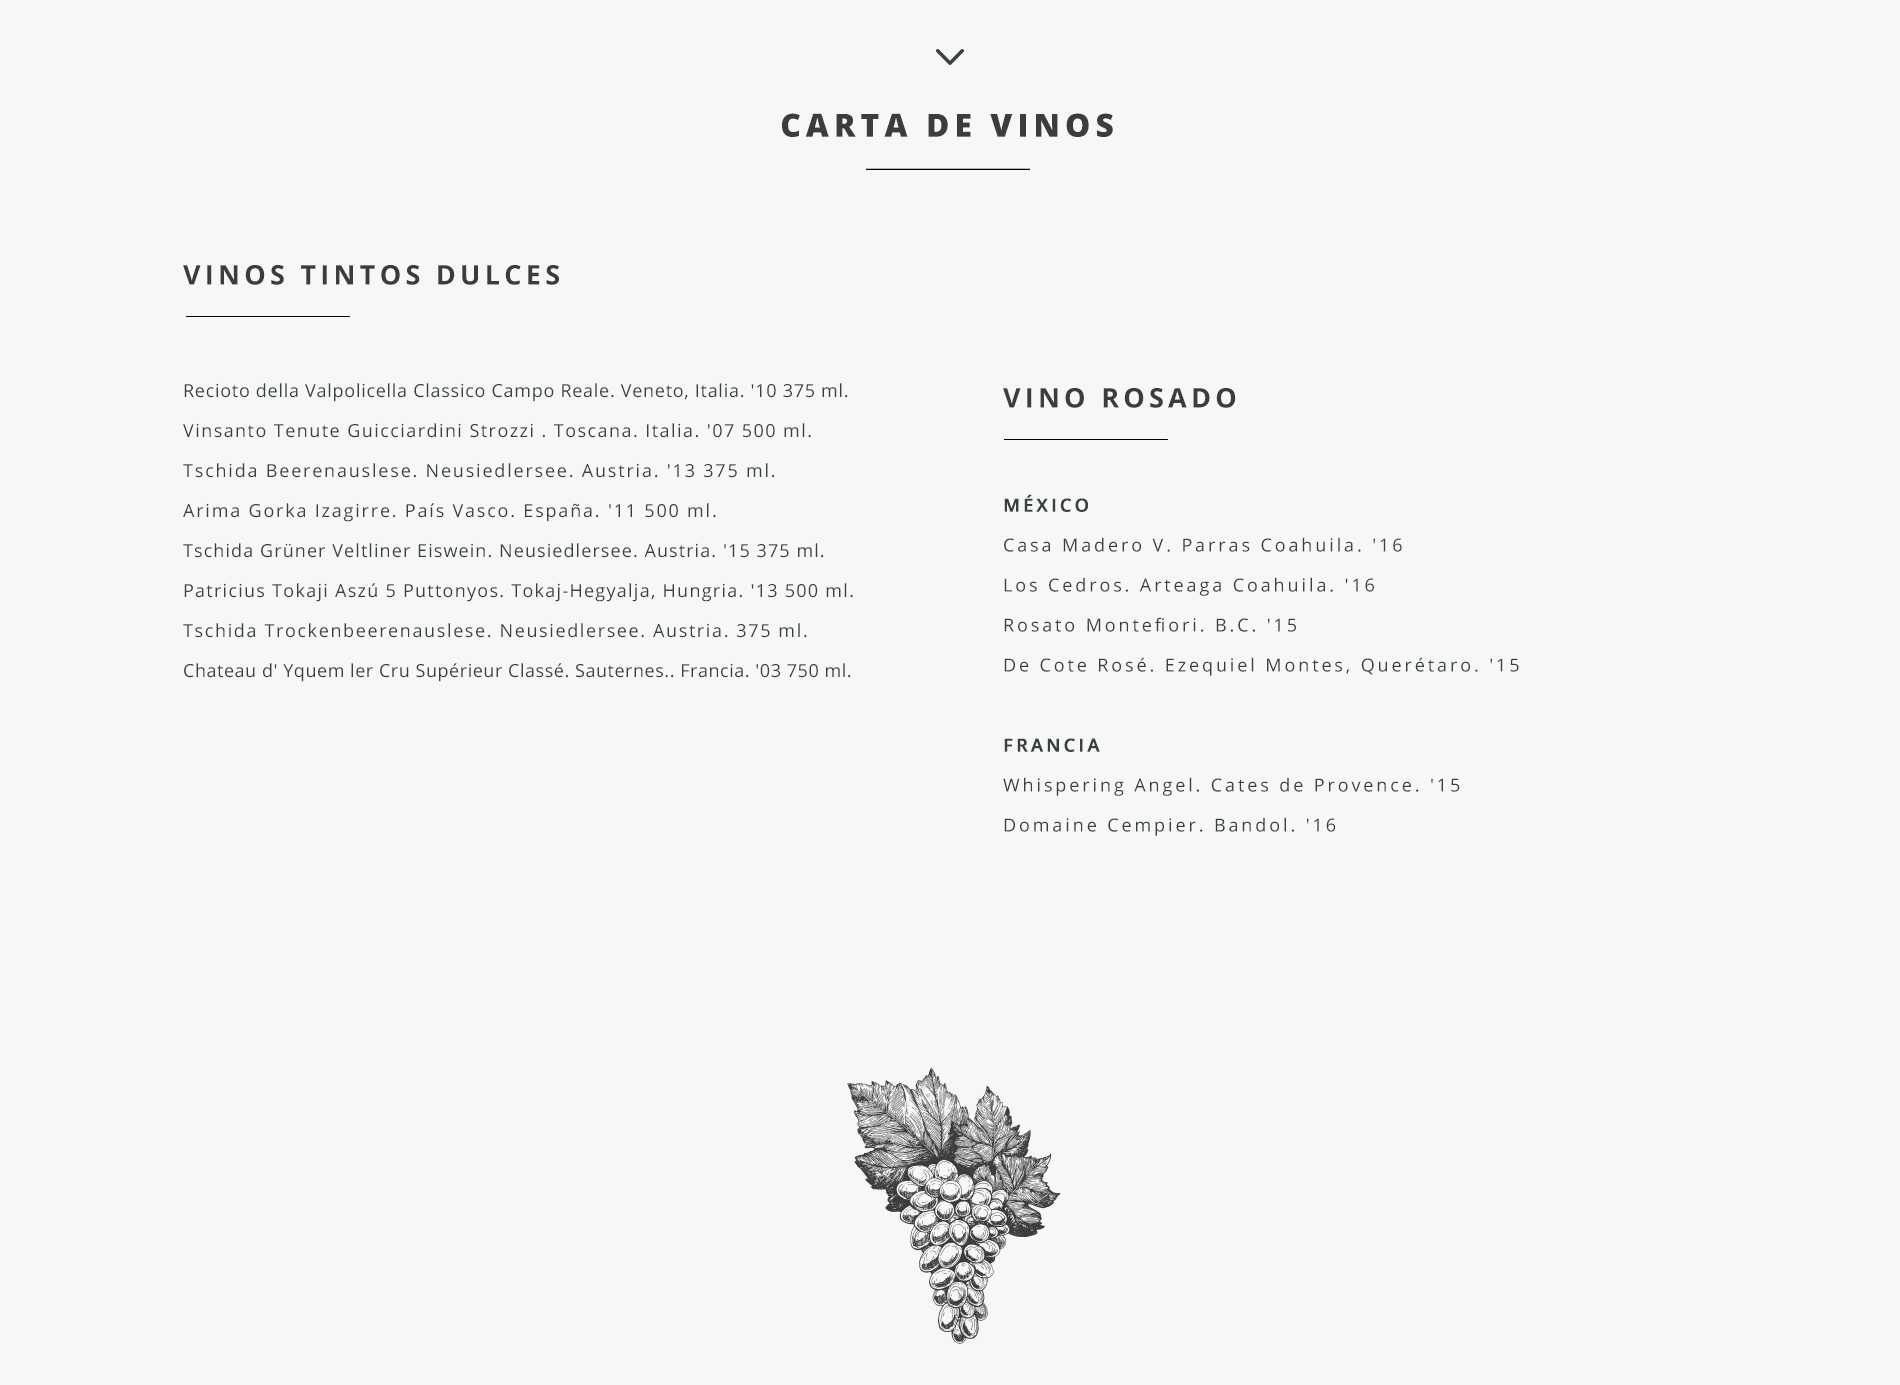 CARTA DE VINOS
VINOS TINTOS DULCES
Recioto della Valpolicella Classico Campo Reale. Veneto, Italia. '10 375 ml.
Vinsanto Tenute Guicciardini Strozzi . Toscana. Italia. '07 500 ml.
Tschida Beerenauslese. Neusiedlersee. Austria. '13 375 ml.
Arima Gorka Izagirre. País Vasco. España. '11 500 ml.
Tschida Grüner Veltliner Eiswein. Neusiedlersee. Austria. '15 375 ml.
Patricius Tokaji Aszú 5 Puttonyos. Tokaj-Hegyalja, Hungria. '13 500 ml.
Tschida Trockenbeerenauslese. Neusiedlersee. Austria. 375 ml.
Chateau d' Yquem ler Cru Supérieur Classé. Sauternes.. Francia. '03 750 ml.
VINO ROSADO
MÉXICO
Casa Madero V. Parras Coahuila. '16
Los Cedros. Arteaga Coahuila. '16
Rosato Montefiori. B.C. '15
De Cote Rosé. Ezequiel Montes, Querétaro. '15
FRANCIA
Whispering Angel. Cates de Provence. '15
Domaine Cempier. Bandol. '16